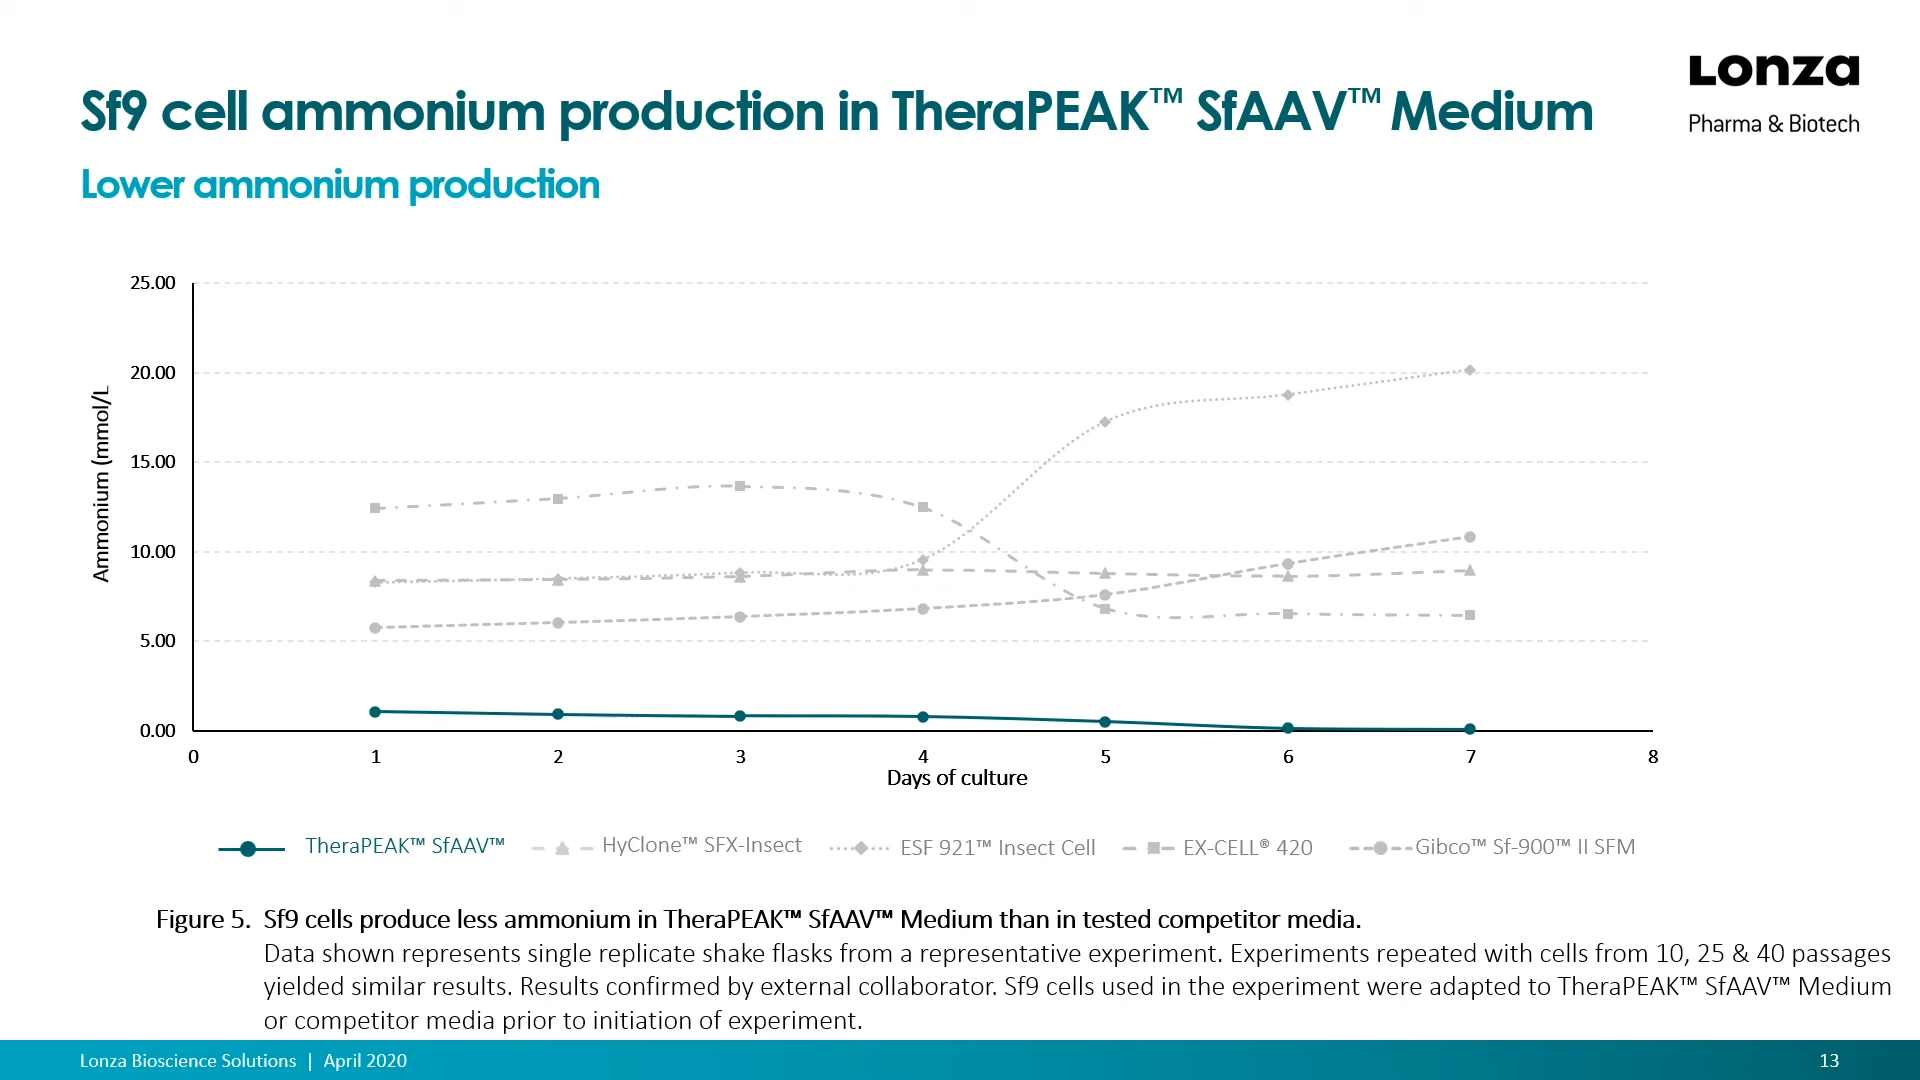 Lonza
Pharma & Biotech
Sf9 cell ammonium production in TheraPEAK™ SfAAV™ Medium
Lower ammonium production
25.00
20.00
15.00
10.00
5.00
0.00
Ammonium (mmol/L
0 1 2 3 4 5 6 7 8
Days of culture
TheraPEAK™ SfAAV™ HyClone™ SFX-Insect ESF 921™ Insect Cell EX-CELL® 420 Gibco™ Sf-900™ II SFM
Figure 5. Sf9 cells produce less ammonium in TheraPEAK™ SfAAV™ Medium than in tested competitor media.
Data shown represents single replicate shake flasks from a representative experiment. Experiments repeated with cells from 10, 25 & 40 passages
yielded similar results. Results confirmed by external collaborator. Sf9 cells used in the experiment were adapted to TheraPEAK™ SfAAV™ Medium
or competitor media prior to initiation of experiment.
Lonza Bioscience Solutions | April 2020 13